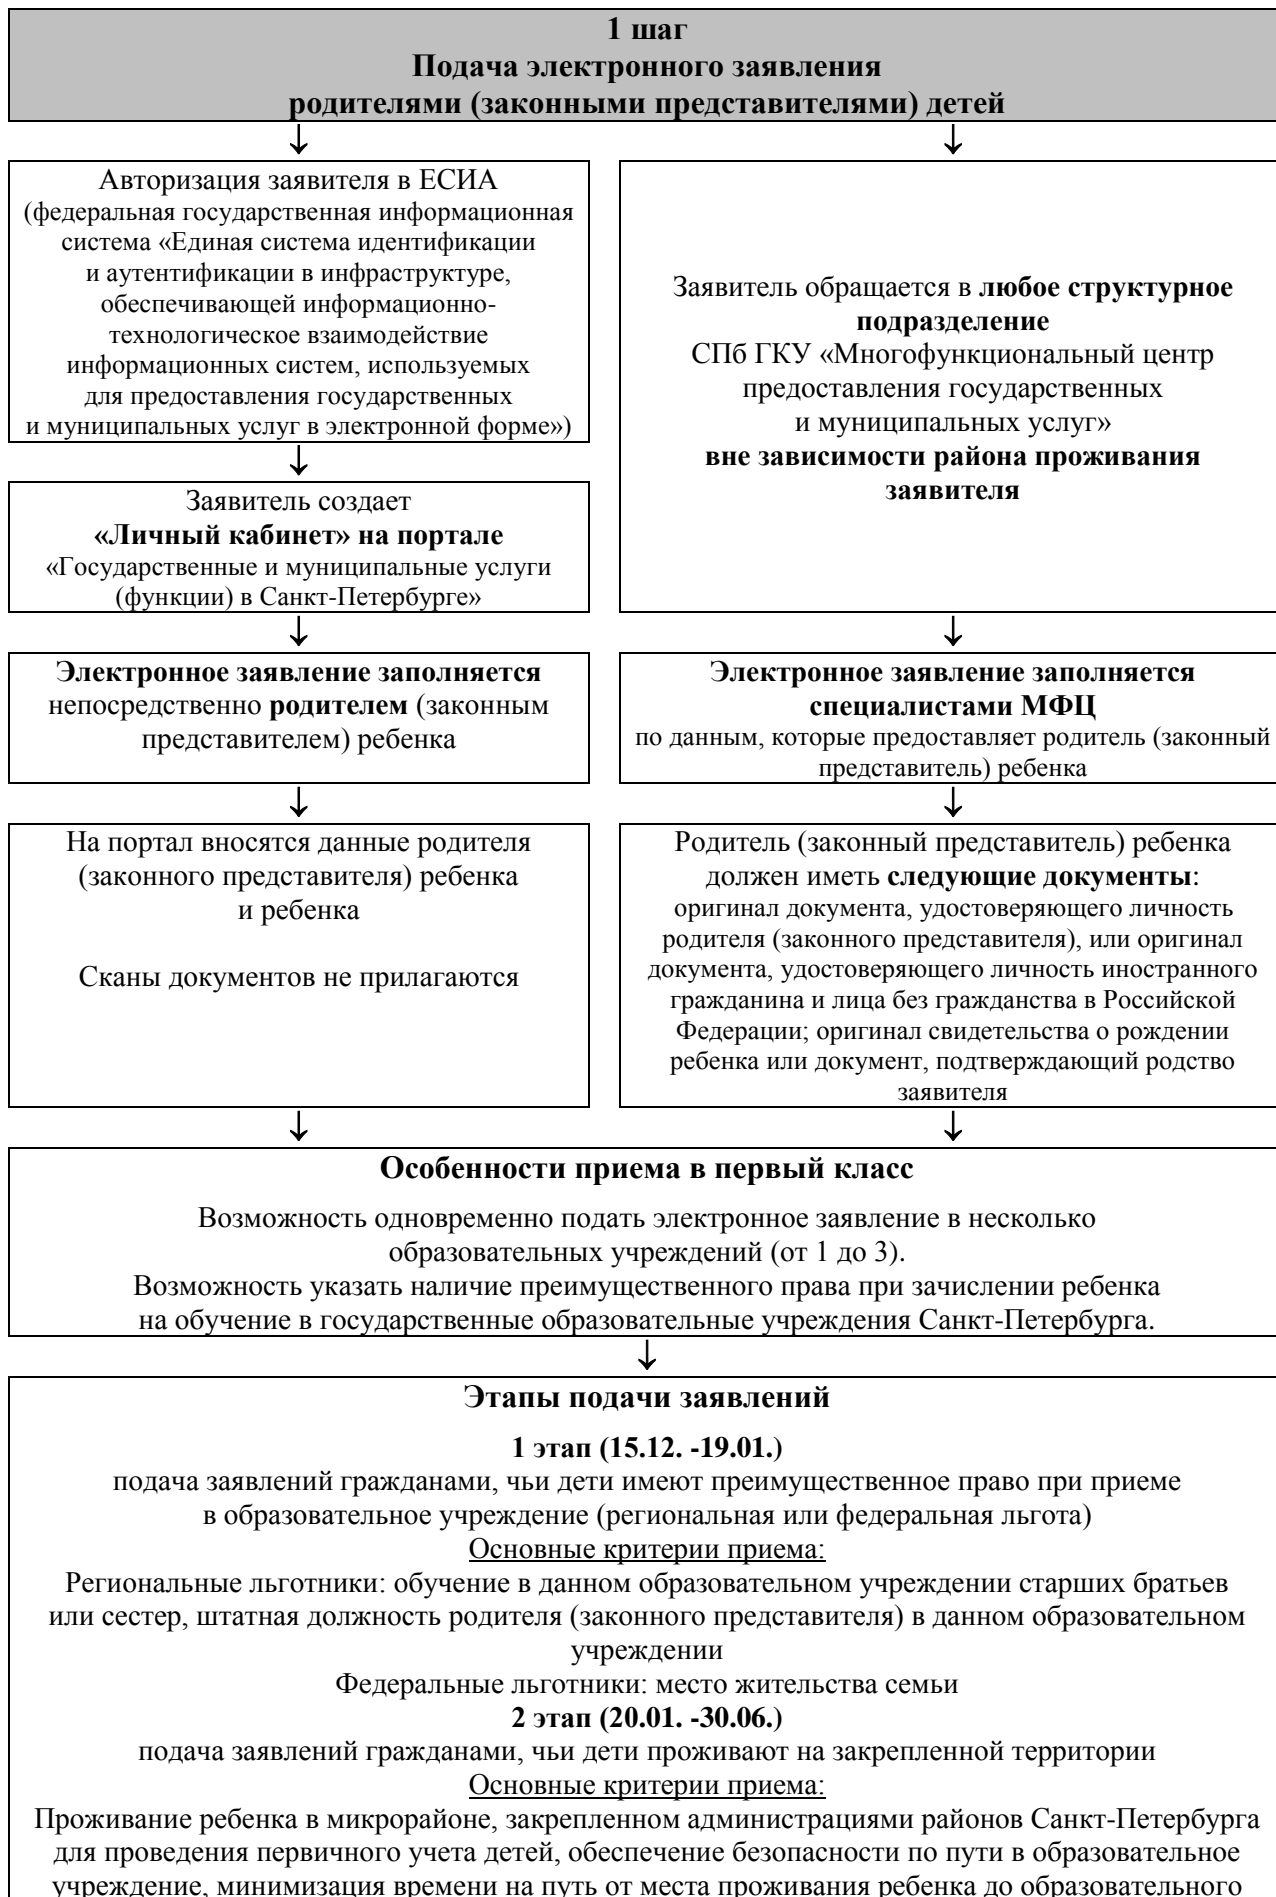 1 шаг
Подача электронного заявления
родителями (законными представителями) детей
Авторизация заявителя в ЕСИА
(федеральная государственная информационная
система «Единая система идентификации
и аутентификации в инфраструктуре,
обеспечивающей информационно-
технологическое взаимодействие
информационных систем, используемых
для предоставления государственных
и муниципальных услуг в электронной форме»)
Заявитель создает
«Личный кабинет» на портале
«Государственные и муниципальные услуги
(функции) в Санкт-Петербурге»
Электронное заявление заполняется
непосредственно родителем (законным
представителем) ребенка
На портал вносятся данные родителя
(законного представителя) ребенка
и ребенка
Сканы документов не прилагаются
Заявитель обращается в любое структурное
подразделение
СПб ГКУ «Многофункциональный центр
предоставления государственных
и муниципальных услуг»
вне зависимости района проживания
заявителя
Электронное заявление заполняется
специалистами МФЦ
по данным, которые предоставляет родитель (законный
представитель) ребенка
Родитель (законный представитель) ребенка
должен иметь следующие документы:
оригинал документа, удостоверяющего личность
родителя (законного представителя), или оригинал
документа, удостоверяющего личность иностранного
гражданина и лица без гражданства в Российской
Федерации; оригинал свидетельства о рождении
ребенка или документ, подтверждающий родство
заявителя
Особенности приема в первый класс
Возможность одновременно подать электронное заявление в несколько
образовательных учреждений (от 1 до 3).
Возможность указать наличие преимущественного права при зачислении ребенка
на обучение в государственные образовательные учреждения Санкт-Петербурга.
Этапы подачи заявлений
1 этап (15.12. -19.01.)
подача заявлений гражданами, чьи дети имеют преимущественное право при приеме
в образовательное учреждение (региональная или федеральная льгота)
Основные критерии приема:
Региональные льготники: обучение в данном образовательном учреждении старших братьев
или сестер, штатная должность родителя (законного представителя) в данном образовательном
учреждении
Федеральные льготники: место жительства семьи
2 этап (20.01. -30.06.)
подача заявлений гражданами, чьи дети проживают на закрепленной территории
Основные критерии приема:
Проживание ребенка в микрорайоне, закрепленном администрациями районов Санкт-Петербурга
для проведения первичного учета детей, обеспечение безопасности по пути в образовательное
учреждение, минимизация времени на путь от места проживания ребенка до образовательного